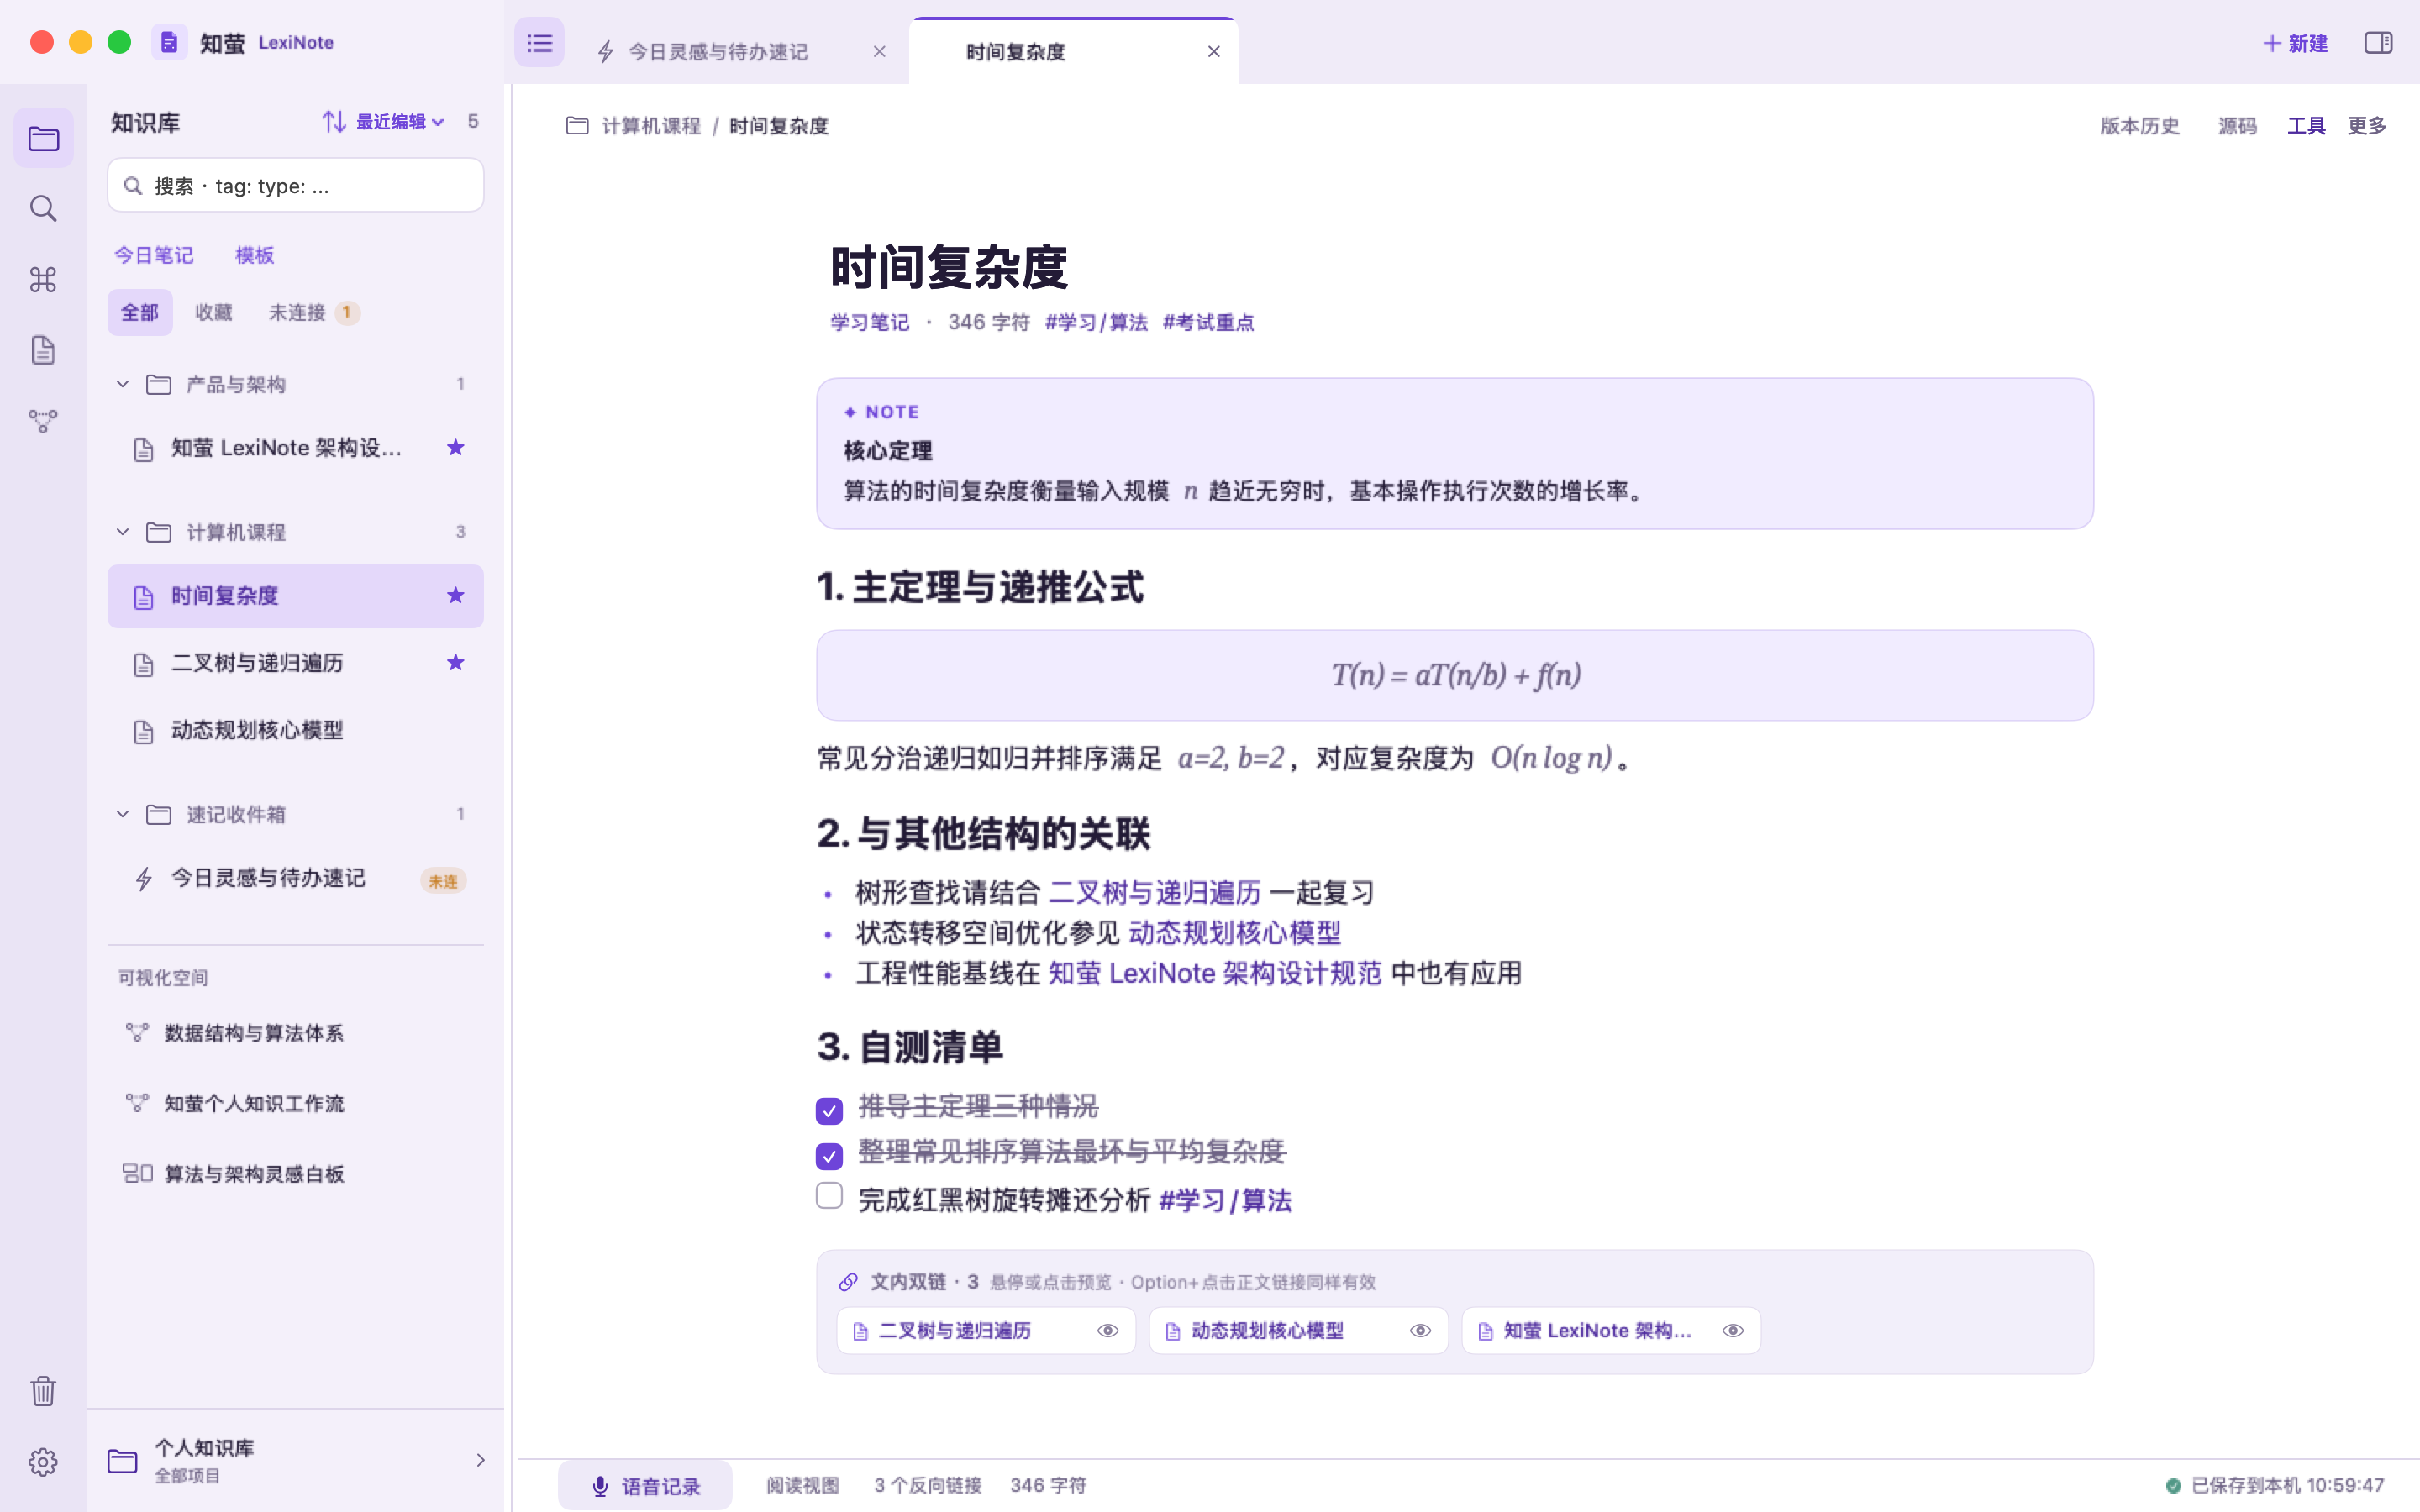 知萤 LexiNote
今日灵感与待办速记
时间复杂度
新建
知识库 最近编辑 5
搜索 · tag: type: ...
今日笔记 模板
全部 收藏 未连接 1
产品与架构 1
知萤 LexiNote 架构设...
计算机课程 3
时间复杂度
二叉树与递归遍历
动态规划核心模型
速记收件箱 1
今日灵感与待办速记 未连
可视化空间
数据结构与算法体系
知萤个人知识工作流
算法与架构灵感白板
个人知识库
全部项目
计算机课程 / 时间复杂度
版本历史 源码 工具 更多
时间复杂度
学习笔记 · 346 字符 #学习/算法 #考试重点
NOTE
核心定理
算法的时间复杂度衡量输入规模 n 趋近无穷时，基本操作执行次数的增长率。
1. 主定理与递推公式
T(n) = aT(n/b) + f(n)
常见分治递归如归并排序满足 a=2, b=2，对应复杂度为 O(n log n)。
2. 与其他结构的关联
• 树形查找请结合 二叉树与递归遍历 一起复习
• 状态转移空间优化参见 动态规划核心模型
• 工程性能基线在 知萤 LexiNote 架构设计规范 中也有应用
3. 自测清单
推导主定理三种情况
整理常见排序算法最坏与平均复杂度
完成红黑树旋转摊还分析 #学习/算法
文内双链 · 3 悬停或点击预览 · Option+点击正文链接同样有效
二叉树与递归遍历
动态规划核心模型
知萤 LexiNote 架构...
语音记录 阅读视图 3 个反向链接 346 字符
已保存到本机 10:59:47